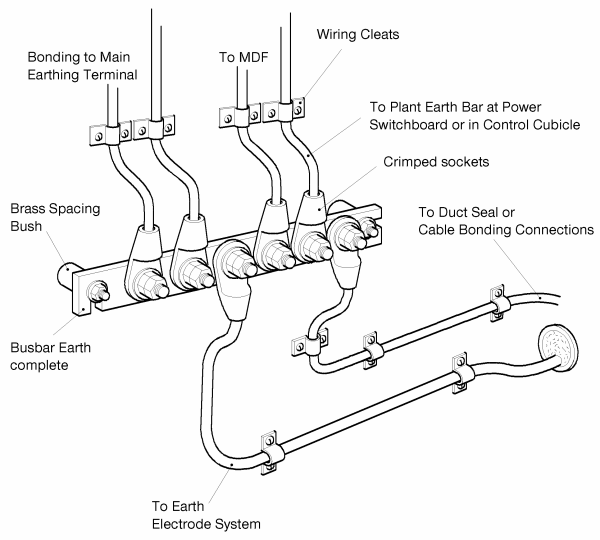 Wiring Cleats
Bonding to Main
Earthing Terminal
To MDF
To Plant Earth Bar at Power
Switchboard or in Control Cubicle
Crimped sockets
Brass Spacing
Bush
To Duct Seal or
Cable Bonding Connections
Busbar Earth
complete
To Earth
Electrode System